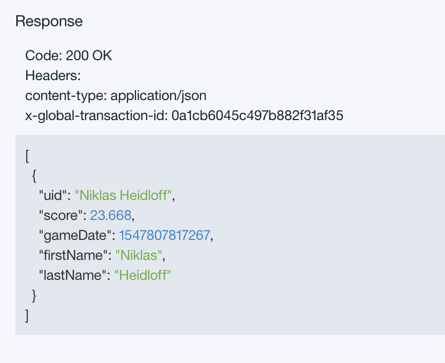 Response
Code: 200 OK
Headers:
content-type: application/json
x-global-transaction-id: 0a1cb6045c497b882f31af35
[
{
"uid": "Niklas Heidloff",
"score": 23.668,
"gameDate": 1547807817267,
"firstName": "Niklas",
"lastName": "Heidloff"
}
]